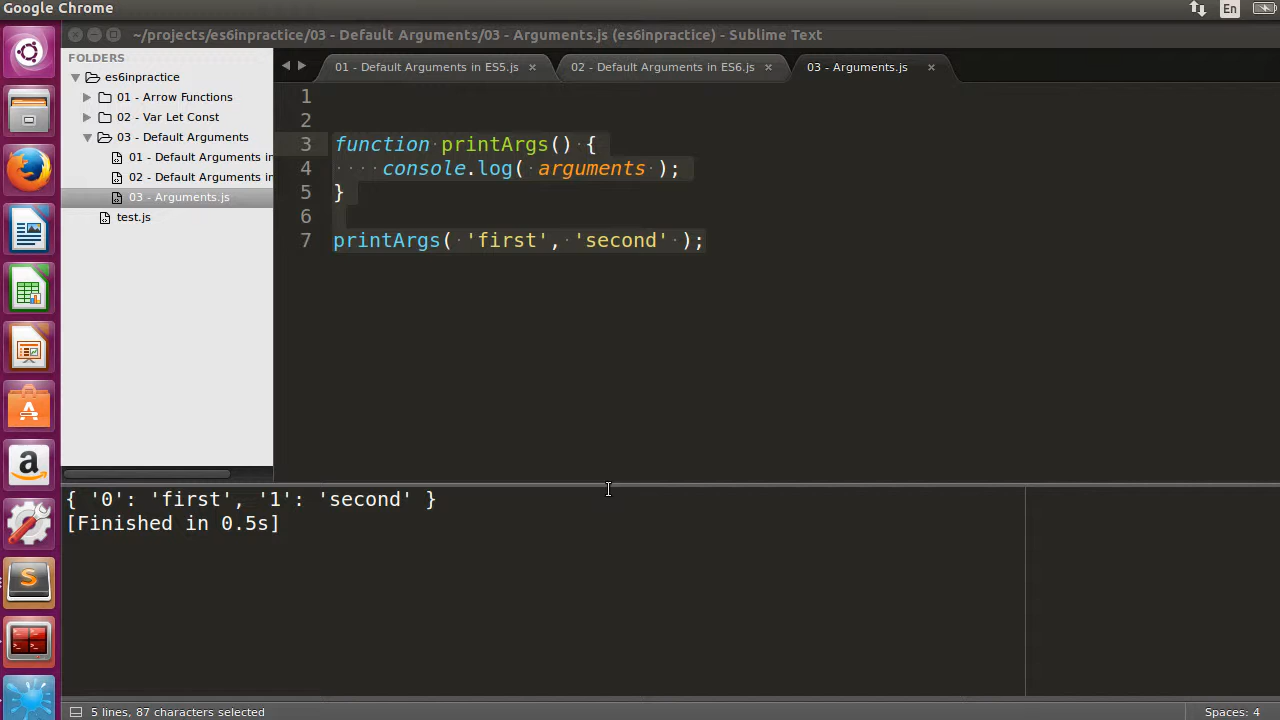 Google Chrome
En
~/projects/es6inpractice/03 - Default Arguments/03 - Arguments.js (es6inpractice) - Sublime Text
FOLDERS
es6inpractice
01 - Arrow Functions
02 - Var Let Const
03 - Default Arguments
01 - Default Arguments in
02 - Default Arguments in
03 - Arguments.js
test.js
01 - Default Arguments in ES5.js
02 - Default Arguments in ES6.js
03 - Arguments.js
1
2
3 function printArgs() {
4 console.log( arguments );
5 }
6
7 printArgs( 'first', 'second' );
{ '0': 'first', '1': 'second' }
[Finished in 0.5s]
5 lines, 87 characters selected
Spaces: 4